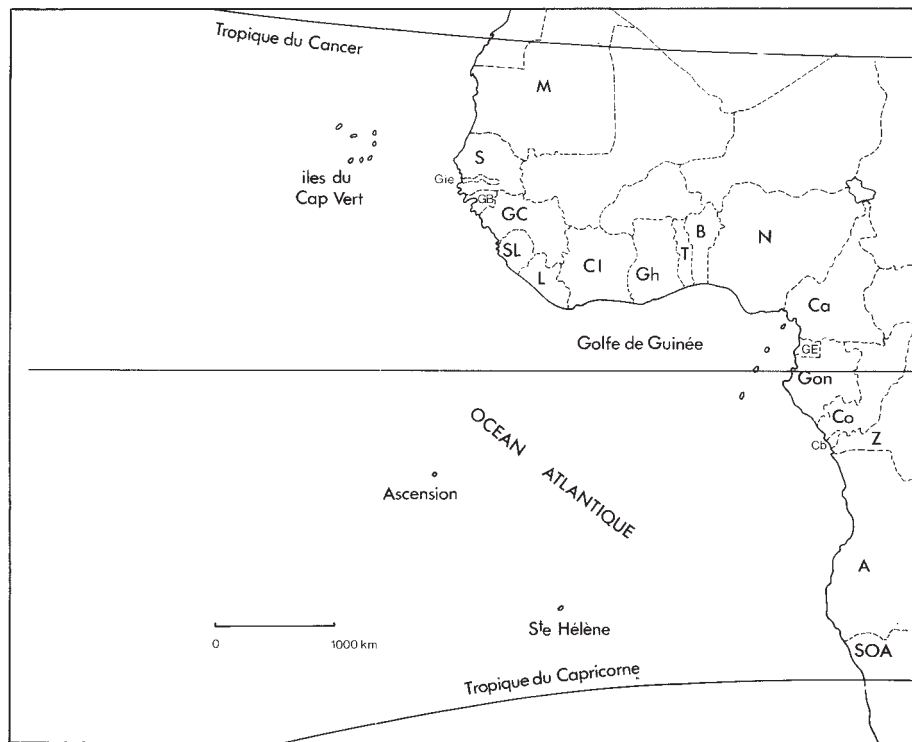 Tropique du Cancer
M
S
iles du
Cap Vert
Gie
GB
GC
SL
L
CI
Gh
T
B
N
Ca
Golfe de Guinée
GE
Gon
Co
Cb
Z
OCEAN ATLANTIQUE
Ascension
A
0 1000 km
Ste Hélène
SOA
Tropique du Capricorne